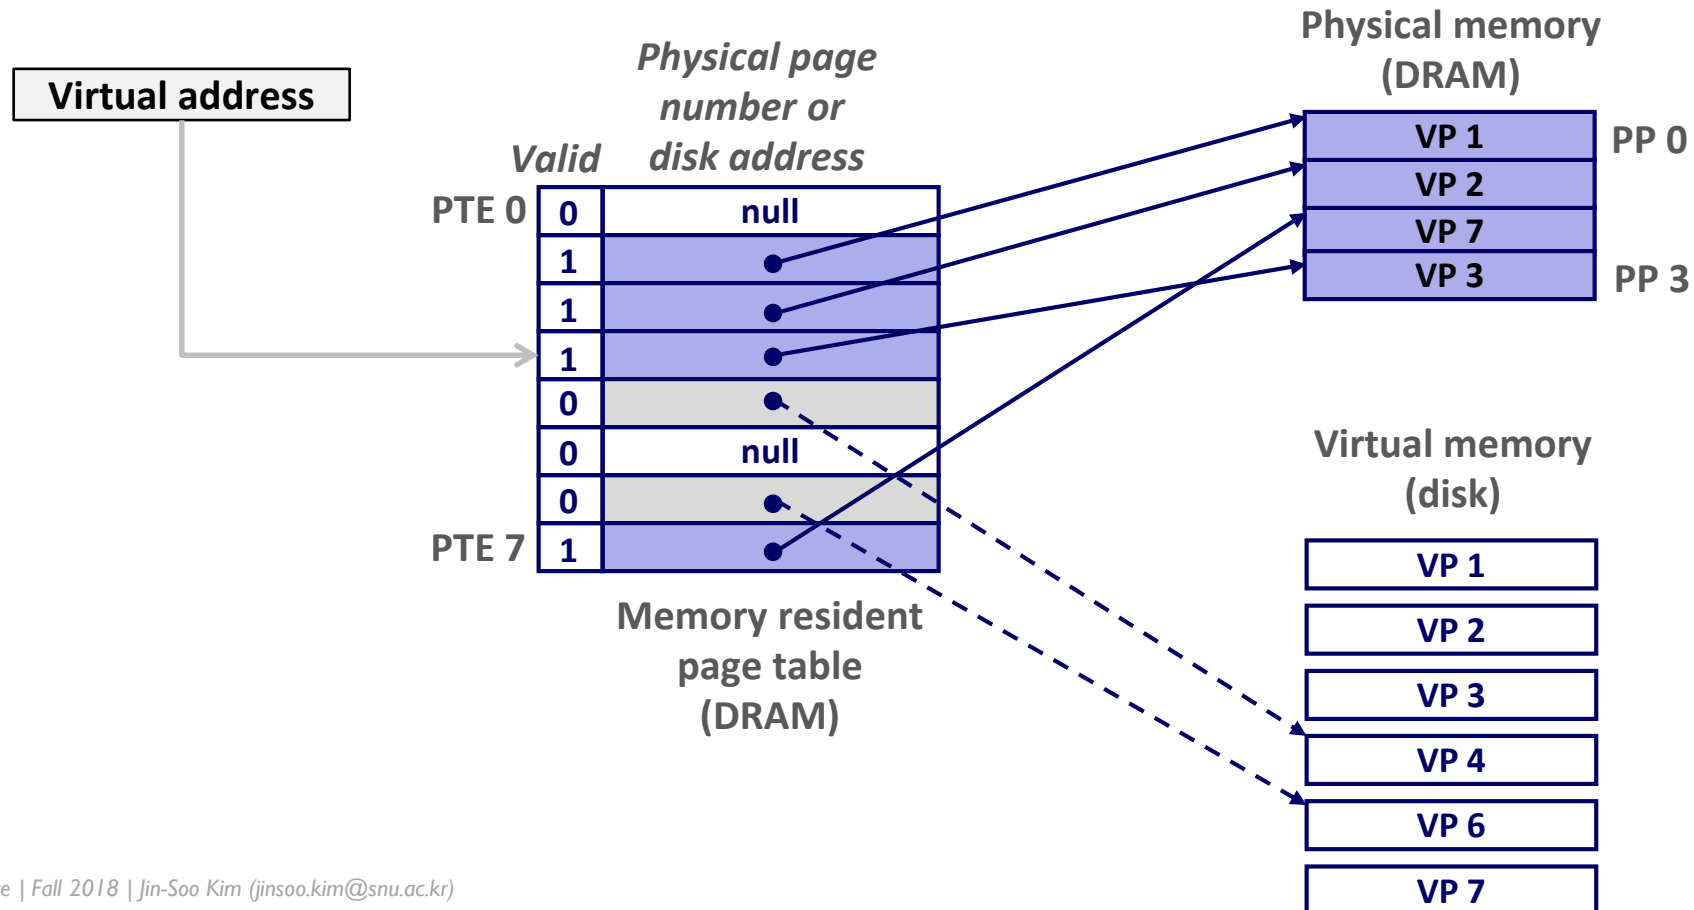 Virtual address
Physical page
number or
disk address
Valid
PTE 0
0
null
1
1
1
0
0
null
0
PTE 7
1
Memory resident
page table
(DRAM)
Physical memory
(DRAM)
VP 1
PP 0
VP 2
VP 7
VP 3
PP 3
Virtual memory
(disk)
VP 1
VP 2
VP 3
VP 4
VP 6
VP 7
| Fall 2018 | Jin-Soo Kim (jinsoo.kim@snu.ac.kr)